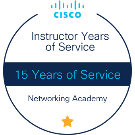 CISCO
Instructor Years
of Service
15 Years of Service
Networking Academy